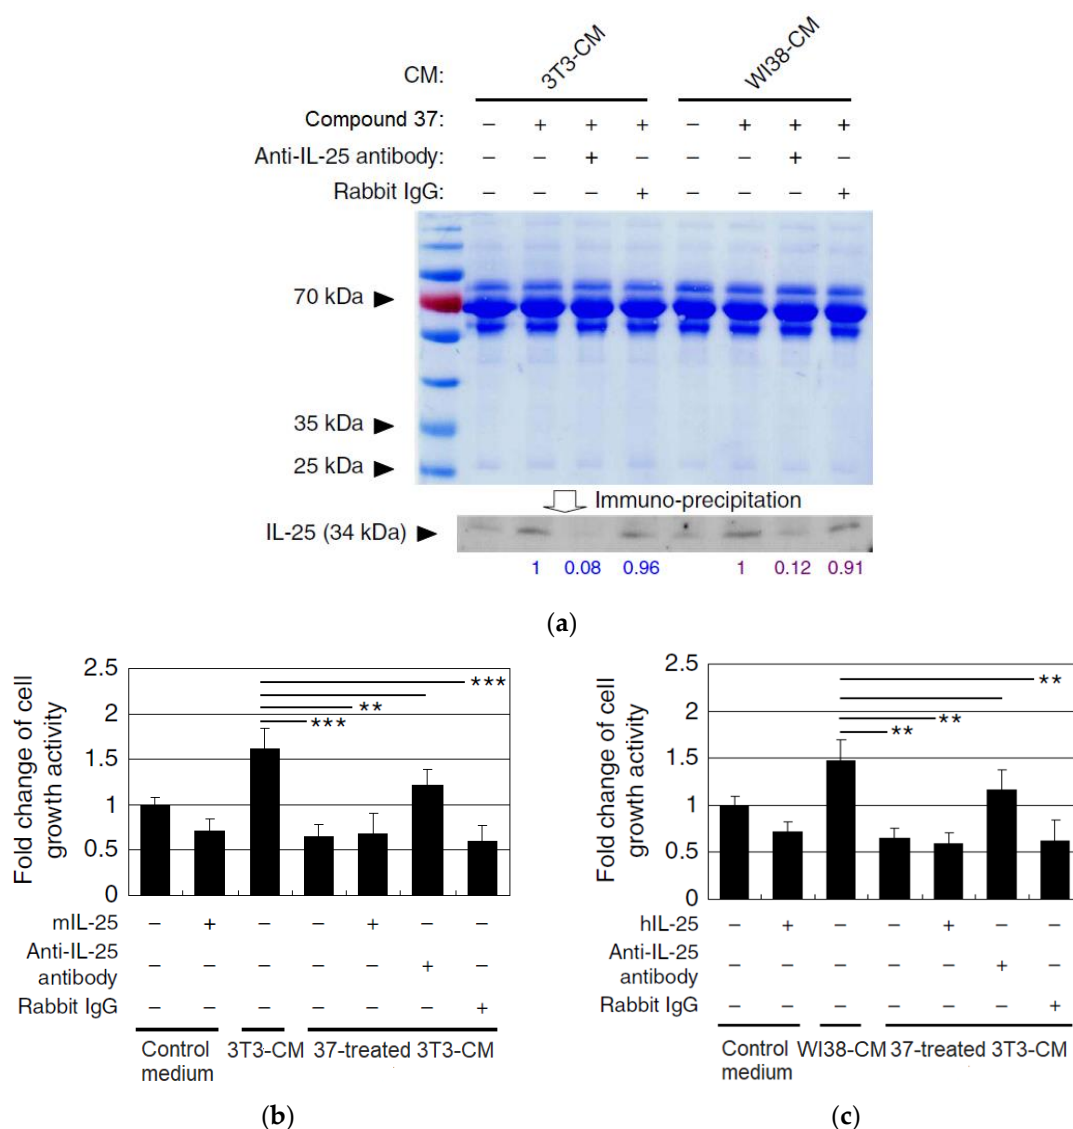 (a)
CM: 3T3-CM WI38-CM
Compound 37: − + + + − + + +
Anti-IL-25 antibody: − − + − − − + −
Rabbit IgG: − − − + − − − +
70 kDa
35 kDa
25 kDa
Immuno-precipitation
IL-25 (34 kDa)
1 0.08 0.96 1 0.12 0.91
(a)
Fold change of cell
growth activity
2.5
2
1.5
1
0.5
0
***
**
***
mIL-25 − + − − + − −
Anti-IL-25
antibody − − − − − + −
Rabbit IgG − − − − − − +
Control
medium
3T3-CM
37-treated 3T3-CM
(b)
Fold change of cell
growth activity
2.5
2
1.5
1
0.5
0
**
**
**
hIL-25 − + − − + − −
Anti-IL-25
antibody − − − − − + −
Rabbit IgG − − − − − − +
Control
medium
WI38-CM
37-treated 3T3-CM
(c)